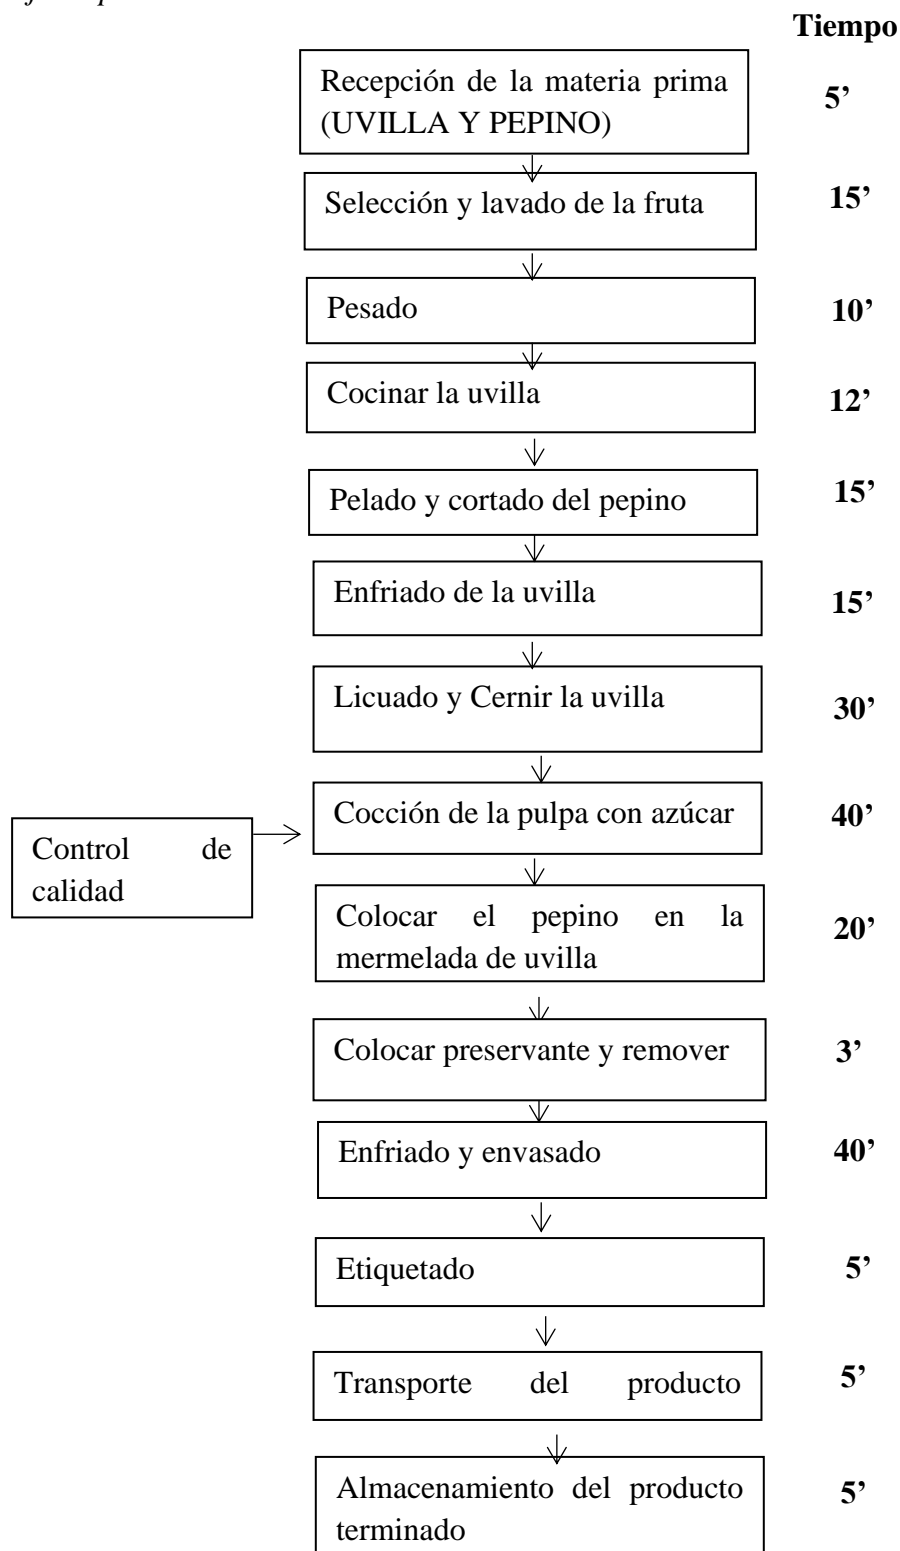 Tiempo
Recepción de la materia prima
(UVILLA Y PEPINO)
5’
Selección y lavado de la fruta
15’
Pesado
10’
Cocinar la uvilla
12’
Pelado y cortado del pepino
15’
Enfriado de la uvilla
15’
Licuado y Cernir la uvilla
30’
Cocción de la pulpa con azúcar
40’
Control de
calidad
Colocar el pepino en la
mermelada de uvilla
20’
Colocar preservante y remover
3’
Enfriado y envasado
40’
Etiquetado
5’
Transporte del producto
5’
Almacenamiento del producto
terminado
5’